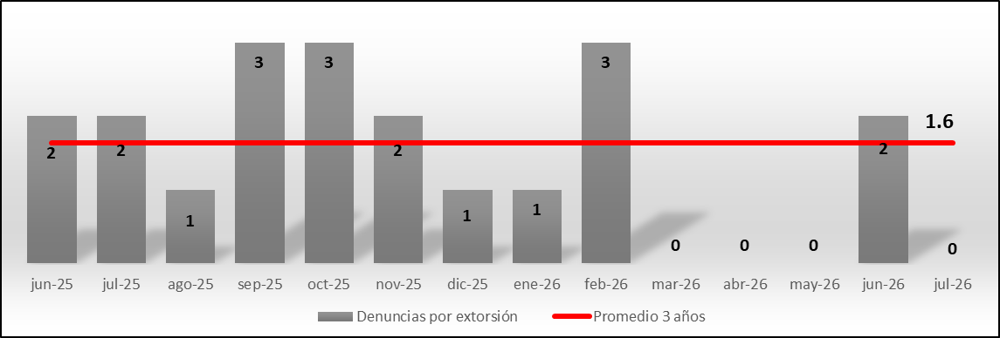 3 3 3
1.6
2 2 2 2
1 1 1
0 0 0 0
jun-25 jul-25 ago-25 sep-25 oct-25 nov-25 dic-25 ene-26 feb-26 mar-26 abr-26 may-26 jun-26 jul-26
Denuncias por extorsión Promedio 3 años